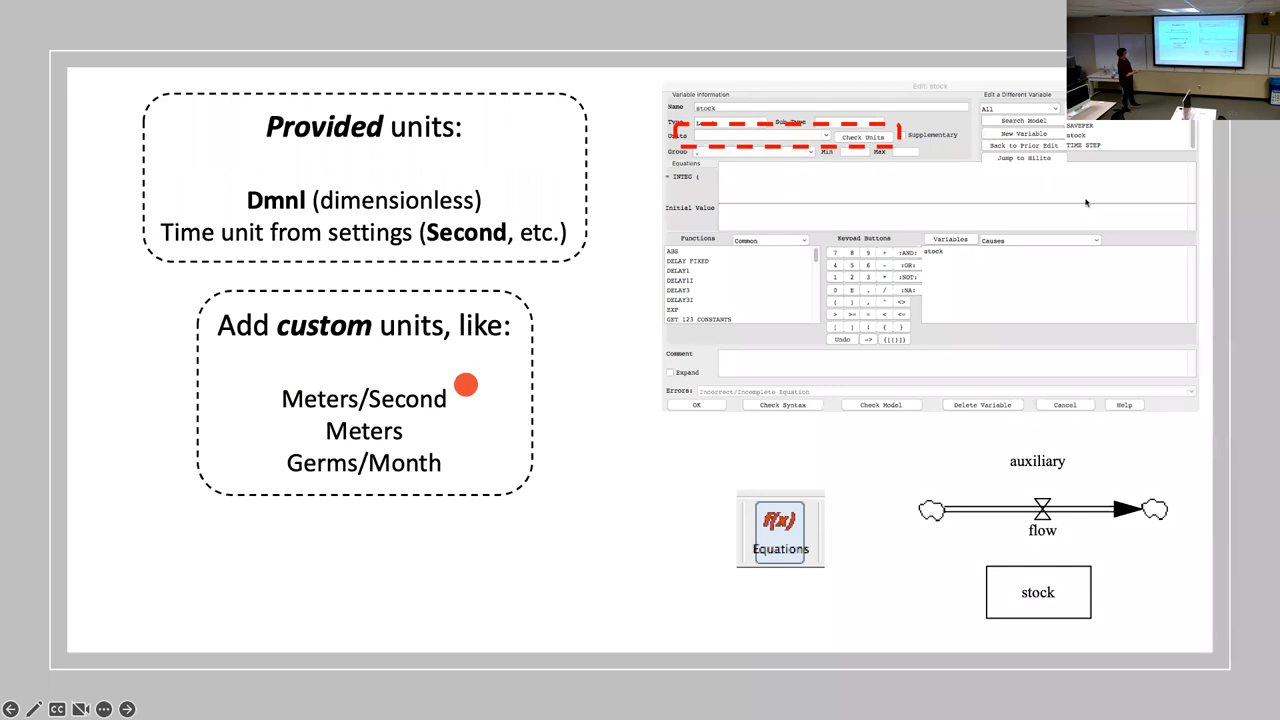 Provided units:
Dmnl (dimensionless)
Time unit from settings (Second, etc.)
Add custom units, like:
Meters/Second
Meters
Germs/Month
Edit: Stock
Variable Information
Edit a Different Variable
Name
stock
All
Type
Sub-Type
Search Model
SAVEPER
Units
Check Units
Supplementary
New Variable
stock
Group
Min
Max
Back to Prior Edit
TIME STEP
Jump to Hilite
Equations
= INTEG (
Initial Value
Functions
Common
Keypad Buttons
Variables
Causes
ABS
DELAY FIXED
DELAY1
DELAY1I
DELAY3
DELAY3I
EXP
GET 123 CONSTANTS
7 8 9 + :AND:
4 5 6 - :OR:
1 2 3 * :NOT:
0 E . / :NA:
( ) , ^ <>
> >= = < <=
[ ] ! { }
Undo -> {[()]}
stock
Comment
Expand
Errors:
Incorrect/Incomplete Equation
OK
Check Syntax
Check Model
Delete Variable
Cancel
Help
auxiliary
flow
stock
f(x)
Equations
CC